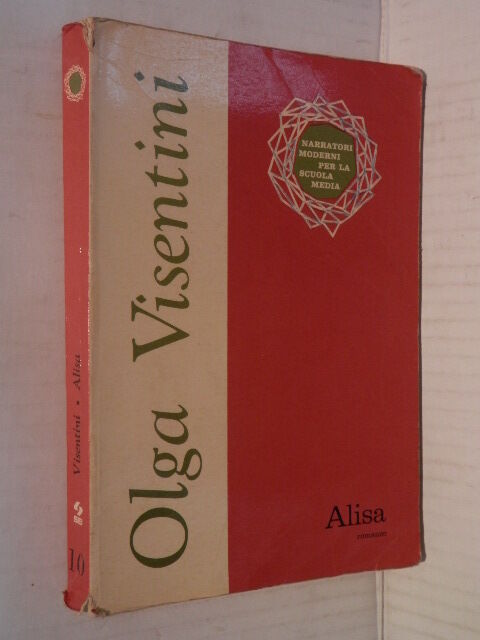 Olga Visentini
NARRATORI
MODERNI
PER LA
SCUOLA
MEDIA
Alisa
romanzo
Visentini • Alisa
10